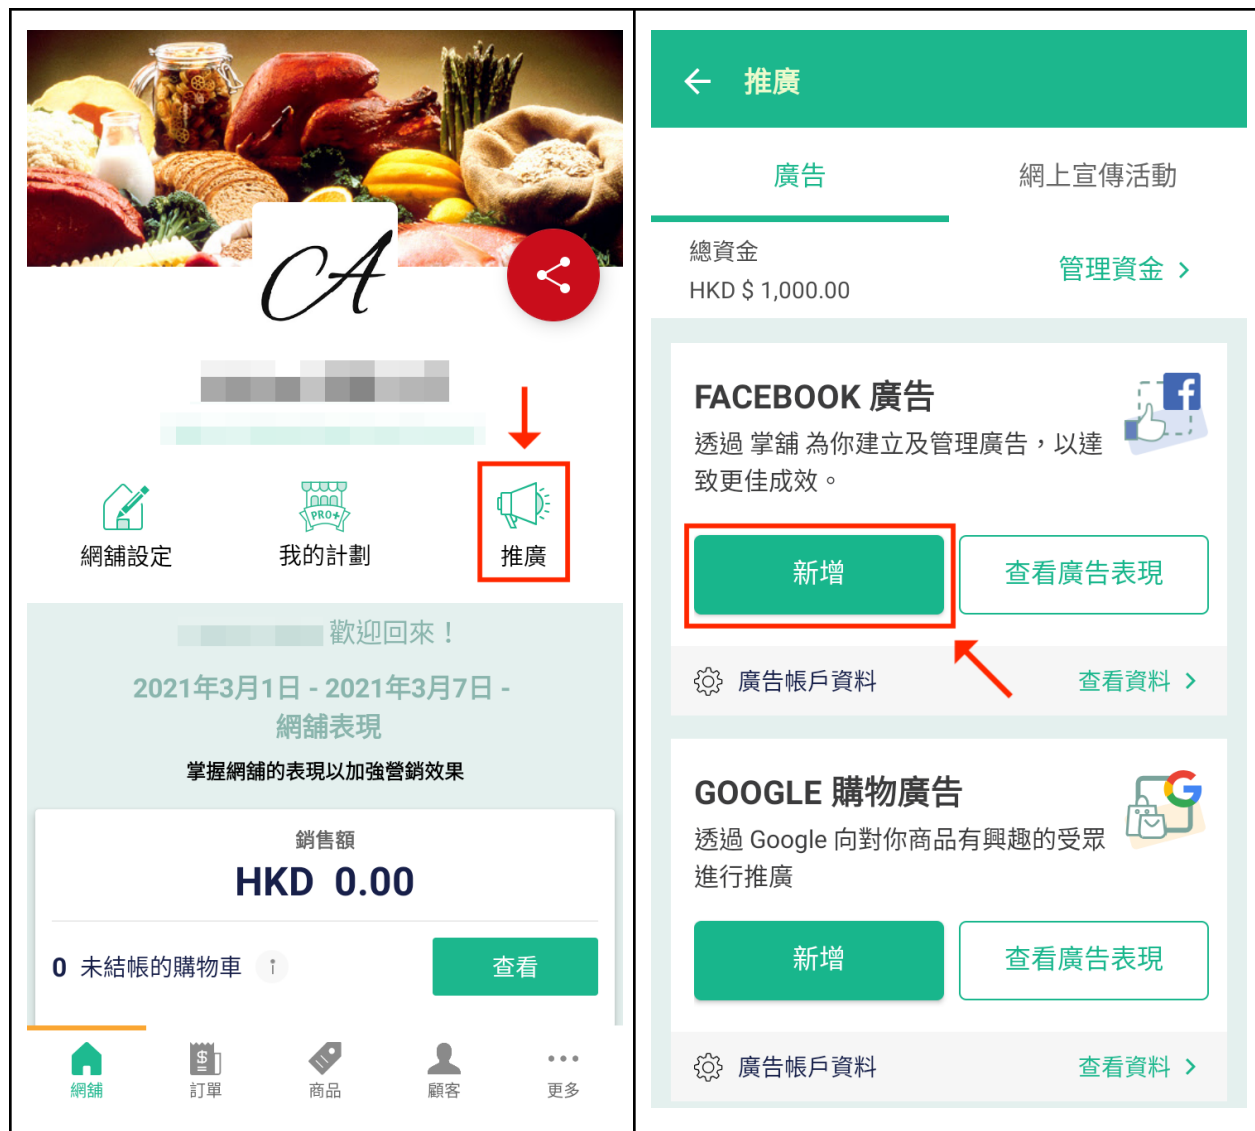 A
網舖設定
PRO+
我的計劃
推廣
歡迎回來！
2021年3月1日 - 2021年3月7日 -
網舖表現
掌握網舖的表現以加強營銷效果
銷售額
HKD 0.00
0 未結帳的購物車 i
查看
網舖
訂單
商品
顧客
更多
推廣
廣告
網上宣傳活動
總資金
HKD $ 1,000.00
管理資金
FACEBOOK 廣告
透過 掌舖 為你建立及管理廣告，以達
致更佳成效。
新增
查看廣告表現
廣告帳戶資料
查看資料
GOOGLE 購物廣告
透過 Google 向對你商品有興趣的受眾
進行推廣
新增
查看廣告表現
廣告帳戶資料
查看資料